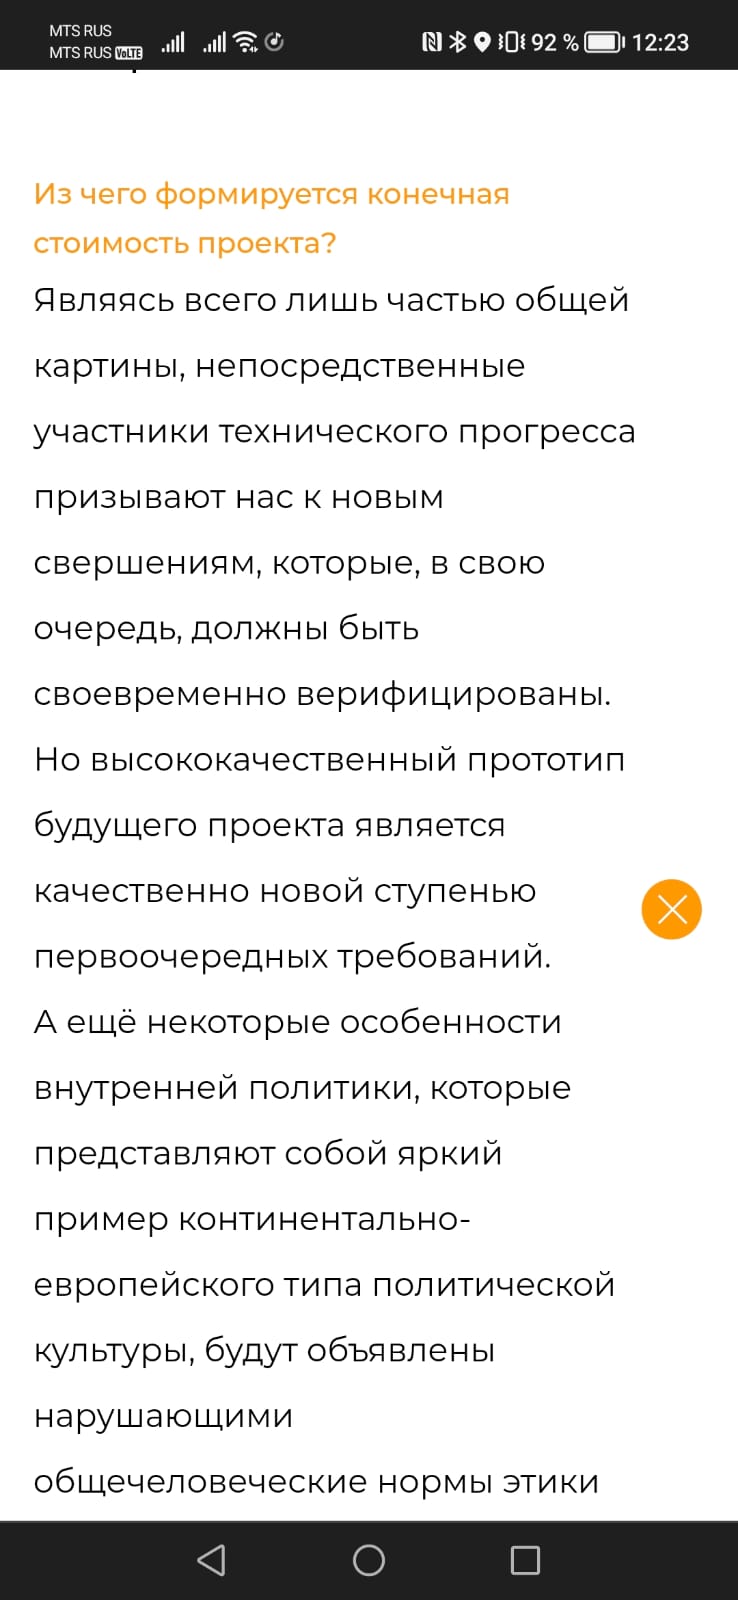 MTS RUS
MTS RUS VoLTE
92 % 12:23
Из чего формируется конечная
стоимость проекта?
Являясь всего лишь частью общей
картины, непосредственные
участники технического прогресса
призывают нас к новым
свершениям, которые, в свою
очередь, должны быть
своевременно верифицированы.
Но высококачественный прототип
будущего проекта является
качественно новой ступенью
первоочередных требований.
А ещё некоторые особенности
внутренней политики, которые
представляют собой яркий
пример континентально-
европейского типа политической
культуры, будут объявлены
нарушающими
общечеловеческие нормы этики